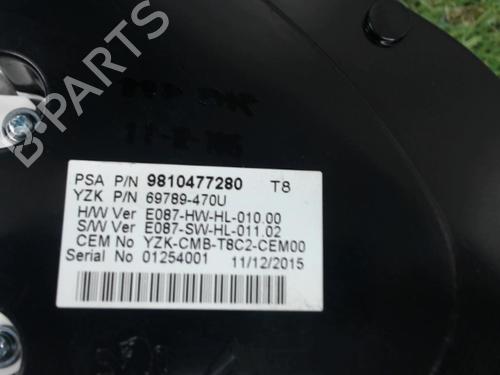 B-PARTS
PSA P/N 9810477280 T8
YZK P/N 69789-470U
H/W Ver E087-HW-HL-010.00
S/W Ver E087-SW-HL-011.02
CEM No YZK-CMB-T8C2-CEM00
Serial No 01254001 11/12/2015